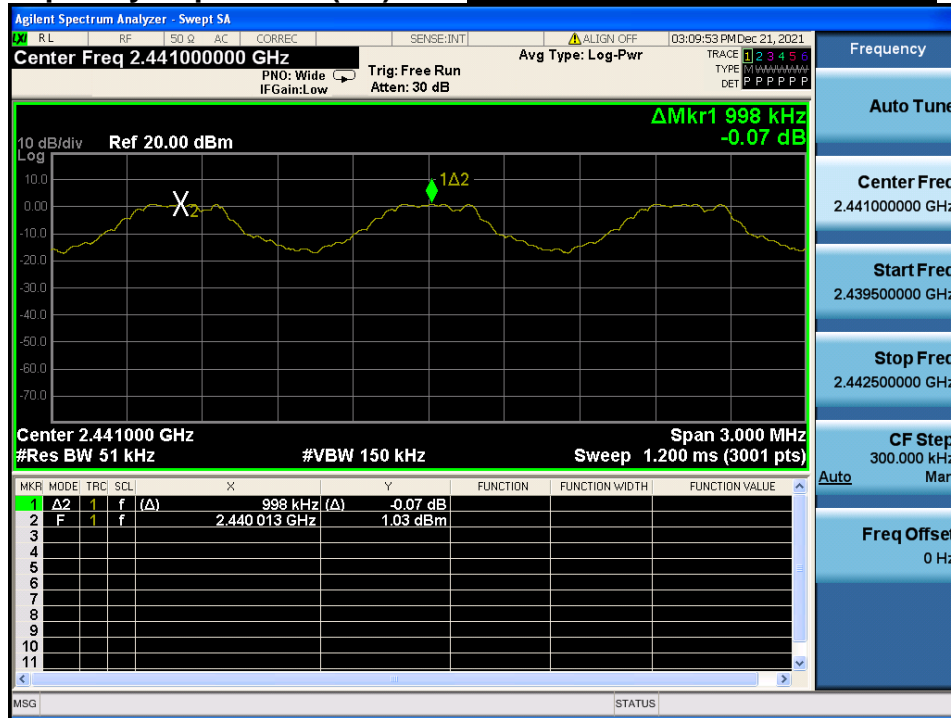 Agilent Spectrum Analyzer - Swept SA
LXI RL RF 50 Ω AC CORREC SENSE:INT ALIGN OFF 03:09:53 PM Dec 21, 2021
Center Freq 2.441000000 GHz Avg Type: Log-Pwr TRACE 1 2 3 4 5 6
PNO: Wide Trig: Free Run TYPE M
IFGain:Low Atten: 30 dB DET P P P P P P
ΔMkr1 998 kHz
-0.07 dB
10 dB/div Ref 20.00 dBm
Log
10.0
0.00
-10.0
-20.0
-30.0
-40.0
-50.0
-60.0
-70.0
X2
1Δ2
Center 2.441000 GHz Span 3.000 MHz
#Res BW 51 kHz #VBW 150 kHz Sweep 1.200 ms (3001 pts)
MKR MODE TRC SCL X Y FUNCTION FUNCTION WIDTH FUNCTION VALUE
1 Δ2 1 f (Δ) 998 kHz (Δ) -0.07 dB
2 F 1 f 2.440 013 GHz 1.03 dBm
3
4
5
6
7
8
9
10
11
MSG STATUS
Frequency
Auto Tune
Center Freq
2.441000000 GHz
Start Freq
2.439500000 GHz
Stop Freq
2.442500000 GHz
CF Step
300.000 kHz
Auto Man
Freq Offset
0 Hz